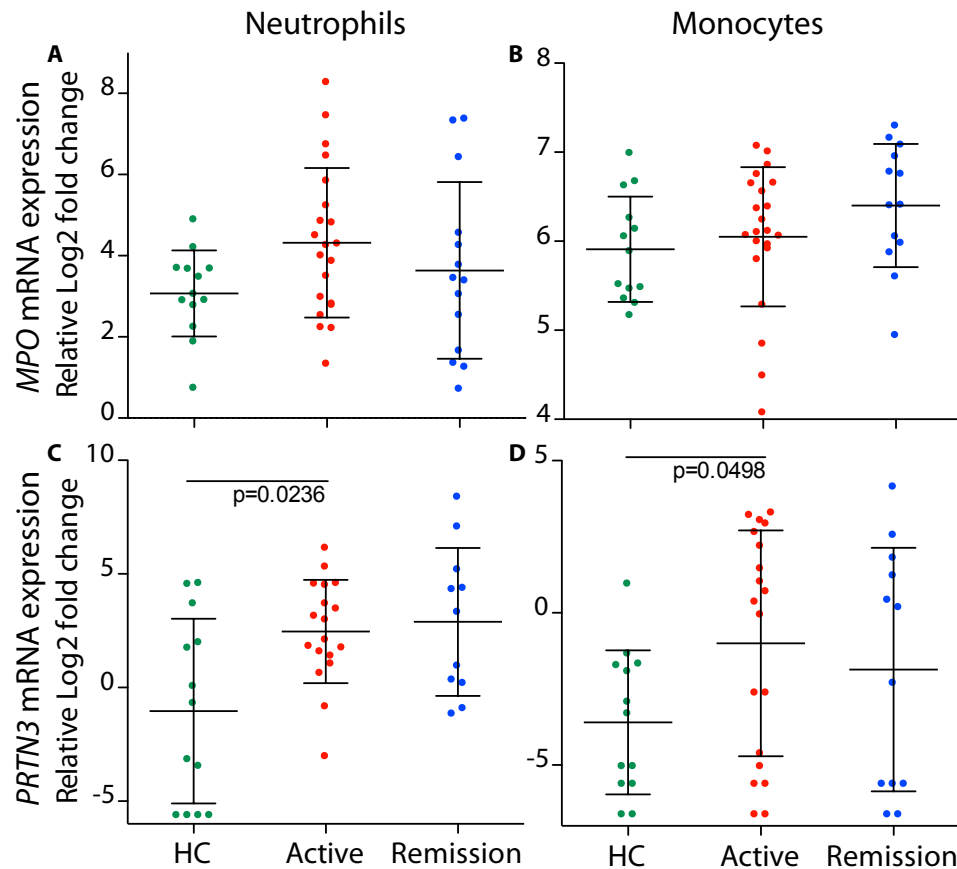 Neutrophils
Monocytes
A
B
MPO mRNA expression
Relative Log2 fold change
8
6
4
2
0
8
7
6
5
4
C
D
PRTN3 mRNA expression
Relative Log2 fold change
10
5
0
-5
p=0.0236
5
0
-5
p=0.0498
HC Active Remission
HC Active Remission